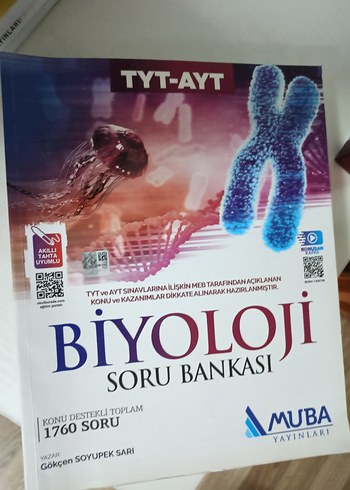 TYT-AYT
AKILLI
TAHTA
UYUMLU
TYT ve AYT SINAVLARINA İLİŞKİN MEB TARAFINDAN AÇIKLANAN
KONU ve KAZANIMLAR DİKKATE ALINARAK HAZIRLANMIŞTIR.
BİYOLOJİ
SORU BANKASI
KONU DESTEKLİ TOPLAM
1760 SORU
YAZAR:
Gökçen SOYUPEK SARI
MUBA
YAYINLARI